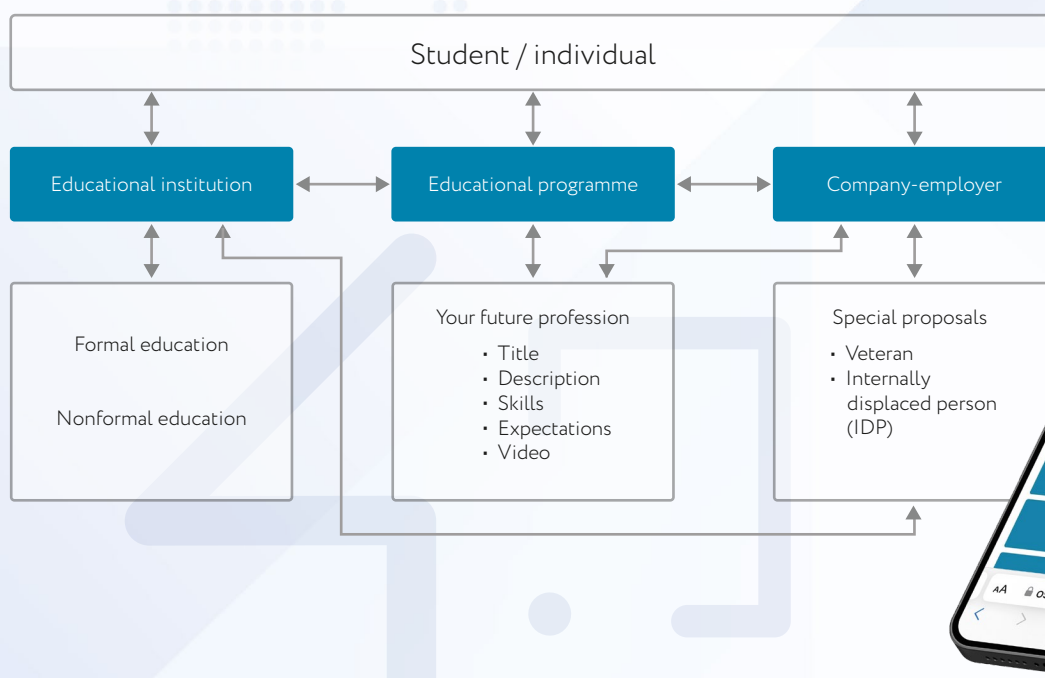 Student / individual
Educational institution
Educational programme
Company-employer
Formal education
Nonformal education
Your future profession
• Title
• Description
• Skills
• Expectations
• Video
Special proposals
• Veteran
• Internally
displaced person
(IDP)
AA